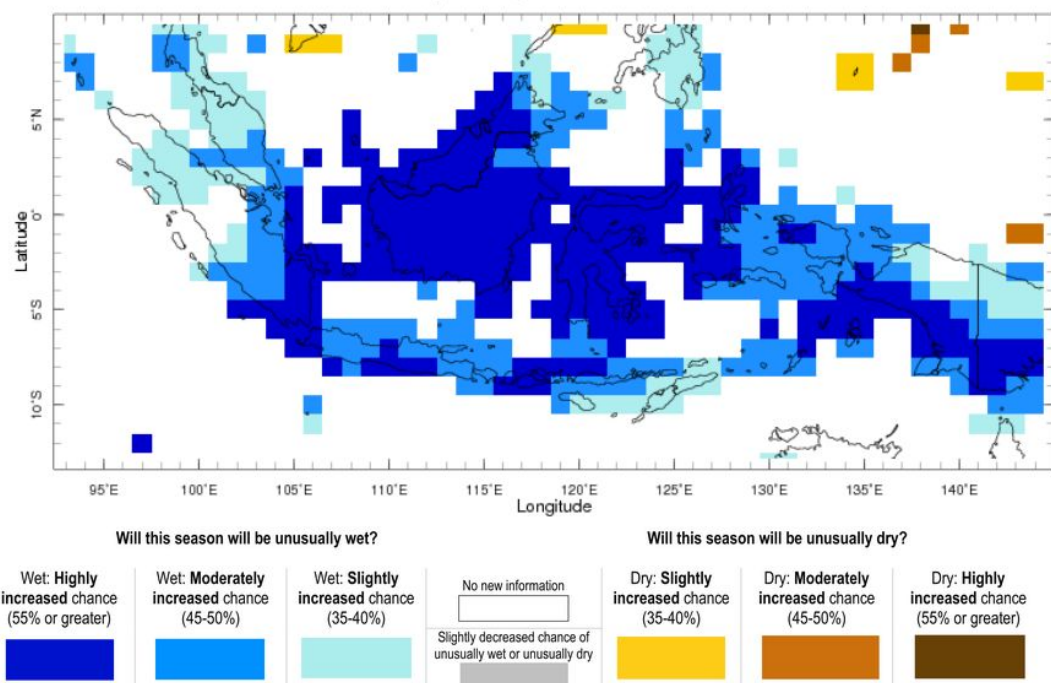 5°N
Latitude
0°
5°S
10°S
95°E 100°E 105°E 110°E 115°E 120°E 125°E 130°E 135°E 140°E
Longitude
Will this season will be unusually wet?
Will this season will be unusually dry?
Wet: Highly
increased chance
(55% or greater)
Wet: Moderately
increased chance
(45-50%)
Wet: Slightly
increased chance
(35-40%)
No new information
Slightly decreased chance of
unusually wet or unusually dry
Dry: Slightly
increased chance
(35-40%)
Dry: Moderately
increased chance
(45-50%)
Dry: Highly
increased chance
(55% or greater)